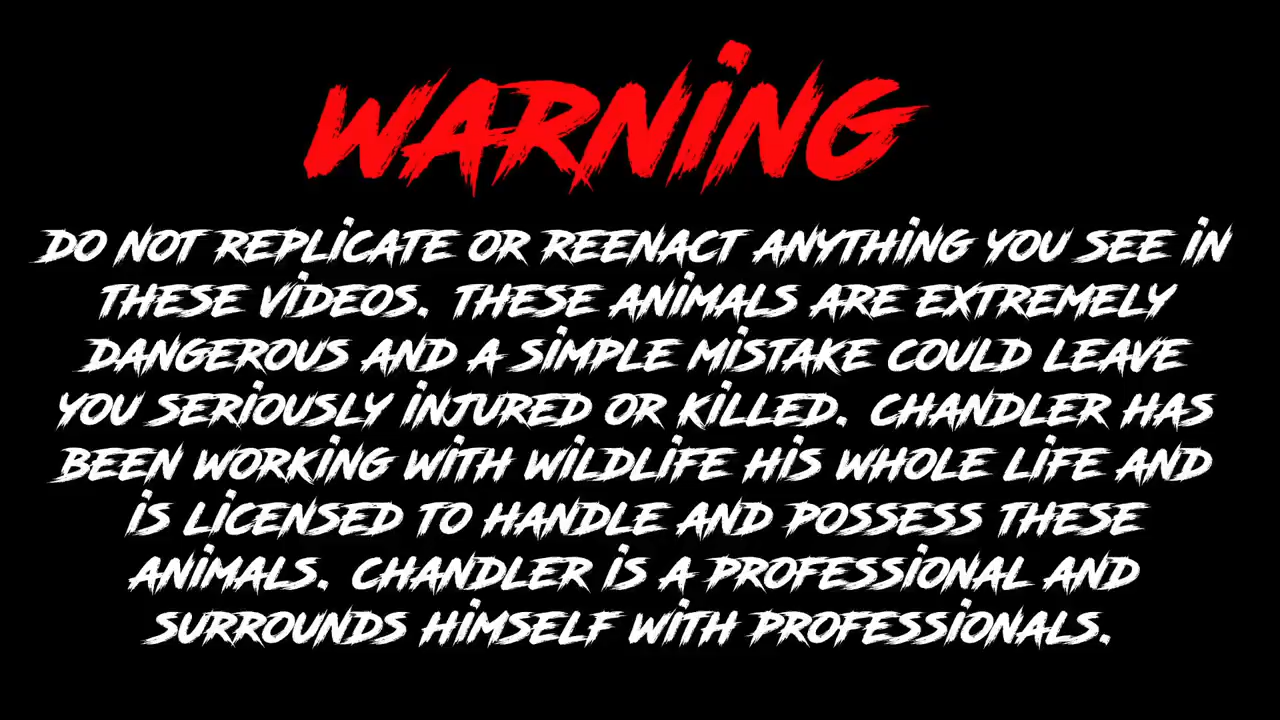 WARNING
DO NOT REPLICATE OR REENACT ANYTHING YOU SEE IN
THESE VIDEOS. THESE ANIMALS ARE EXTREMELY
DANGEROUS AND A SIMPLE MISTAKE COULD LEAVE
YOU SERIOUSLY INJURED OR KILLED. CHANDLER HAS
BEEN WORKING WITH WILDLIFE HIS WHOLE LIFE AND
IS LICENSED TO HANDLE AND POSSESS THESE
ANIMALS. CHANDLER IS A PROFESSIONAL AND
SURROUNDS HIMSELF WITH PROFESSIONALS.